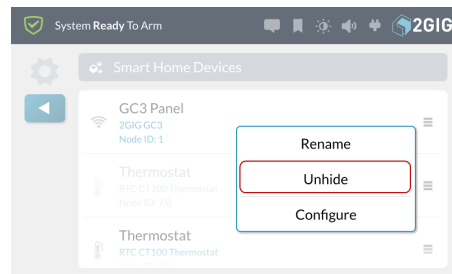 System Ready To Arm
2GIG
Smart Home Devices
GC3 Panel
2GIG GC3
Node ID: 1
Rename
Thermostat
RTC CT100 Thermostat
Node ID: 7.0
Unhide
Configure
Thermostat
RTC CT100 Thermostat